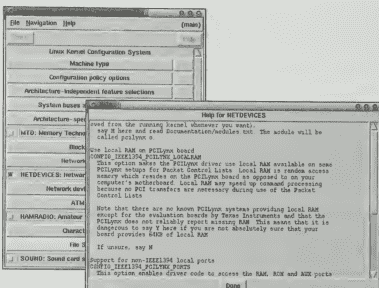 File Navigation Help (main)
Linux Kernel Configuration System
Machine type
Configuration policy options
Architecture-independent feature selections
System buses
Architecture-spe
MTD: Memory Techn
Block
Network
NETDEVICES: Networ
Network devi
ATM
HAMRADIO: Amateur
Charact
File S
SOUND: Sound card s
Help for NETDEVICES
oved from the running kernel whenever you want),
say M here and read Documentation/modules.txt. The module will be
called pcilynx.o
Use local RAM on PCILynx board
CONFIG_IEEE1394_PCILYNX_LOCALRAM
This option makes the PCILynx driver use local RAM available on some
PCILynx setups for Packet Control Lists. Local RAM is random access
memory which resides on the PCILynx board as opposed to on your
computer's motherboard. Local RAM may speed up command processing
because no PCI transfers are necessary during use of the Packet
Control Lists
Note that there are no known PCILynx systems providing local RAM
except for the evaluation boards by Texas Instruments and that the
PCILynx does not reliably report missing RAM. This means that it is
dangerous to say Y here if you are not absolutely sure that your
board provides 64KB of local RAM
If unsure, say N
Support for non-IEEE1394 local ports
CONFIG_IEEE1394_PCILYNX_PORTS
This option enables driver code to access the RAM, ROM and AUX ports
Done